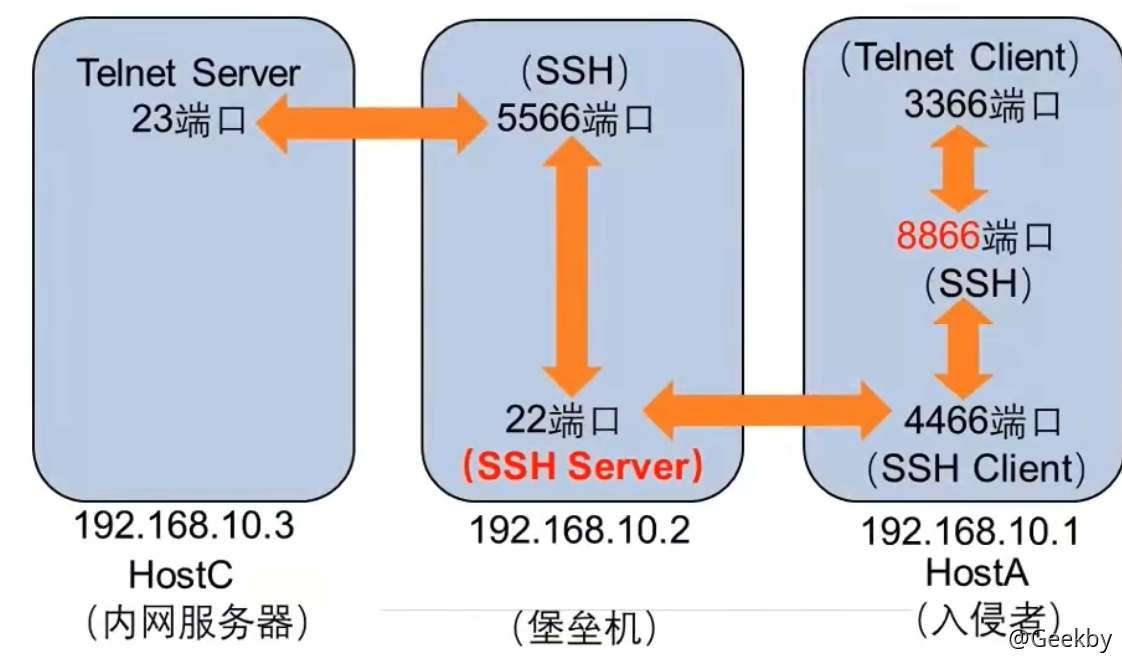 Telnet Server
23端口
192.168.10.3
HostC
(内网服务器)
(SSH)
5566端口
22端口
(SSH Server)
192.168.10.2
(堡垒机)
(Telnet Client)
3366端口
8866端口
(SSH)
4466端口
(SSH Client)
192.168.10.1
HostA
(入侵者)
@Geekby